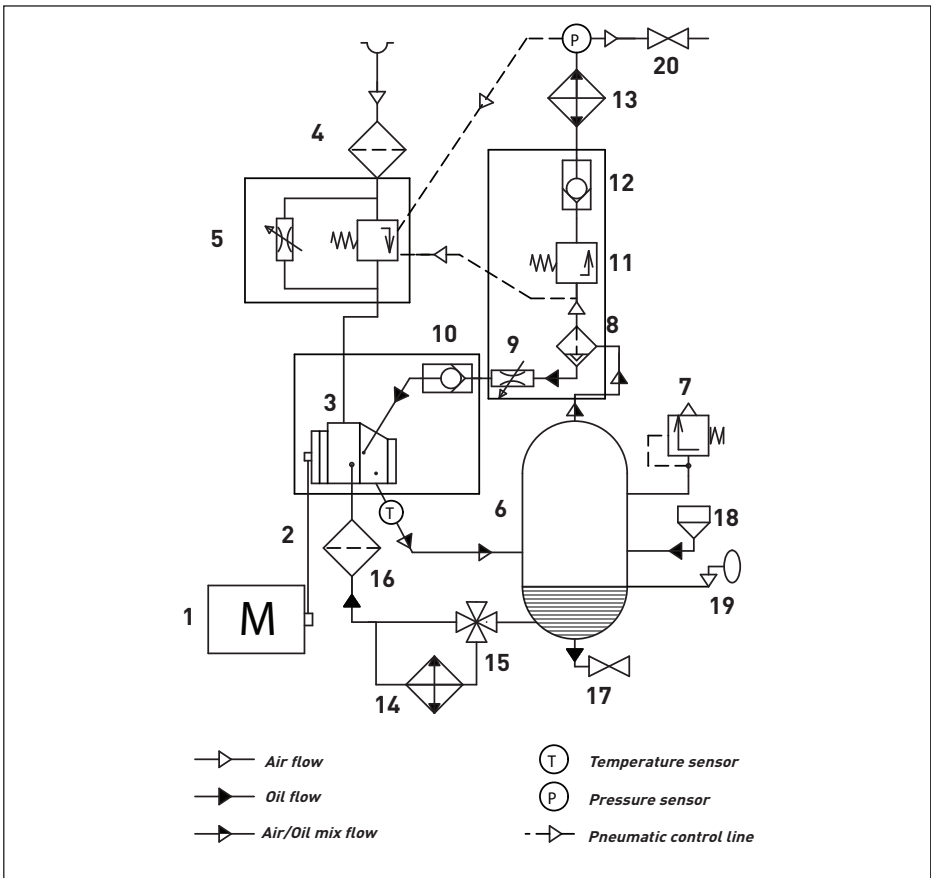 P
20
13
4
12
5
11
8
10
9
7
3
6
18
T
2
16
19
1
M
15
17
14
Air flow
T
Temperature sensor
Oil flow
P
Pressure sensor
Air/Oil mix flow
Pneumatic control line